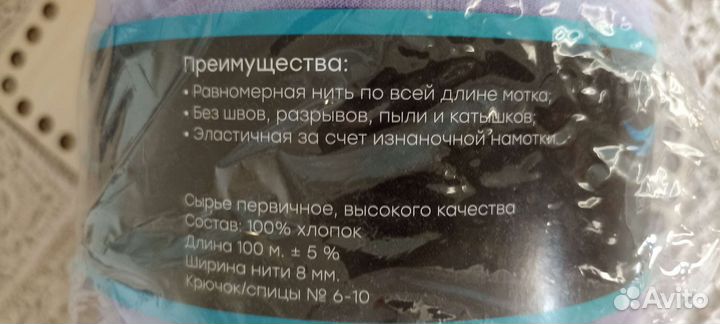 Преимущества:
• Равномерная нить по всей длине мотка;
• Без швов, разрывов, пыли и катышков;
• Эластичная за счет изнаночной намотки.
Сырье первичное, высокого качества
Состав: 100% хлопок
Длина 100 м. ± 5 %
Ширина нити 8 мм.
Крючок/спицы № 6-10
Avito